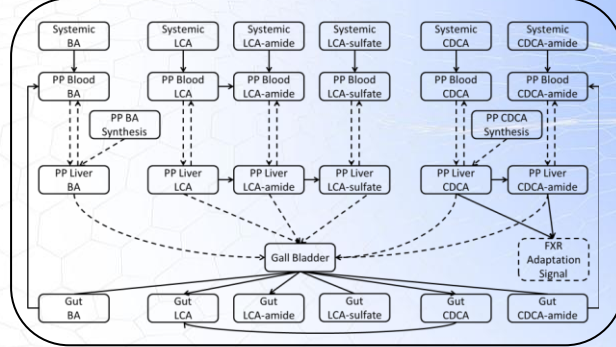 Systemic
BA
Systemic
LCA
Systemic
LCA-amide
Systemic
LCA-sulfate
Systemic
CDCA
Systemic
CDCA-amide
PP Blood
BA
PP Blood
LCA
PP Blood
LCA-amide
PP Blood
LCA-sulfate
PP Blood
CDCA
PP Blood
CDCA-amide
PP BA
Synthesis
PP CDCA
Synthesis
PP Liver
BA
PP Liver
LCA
PP Liver
LCA-amide
PP Liver
LCA-sulfate
PP Liver
CDCA
PP Liver
CDCA-amide
Gall Bladder
FXR
Adaptation
Signal
Gut
BA
Gut
LCA
Gut
LCA-amide
Gut
LCA-sulfate
Gut
CDCA
Gut
CDCA-amide